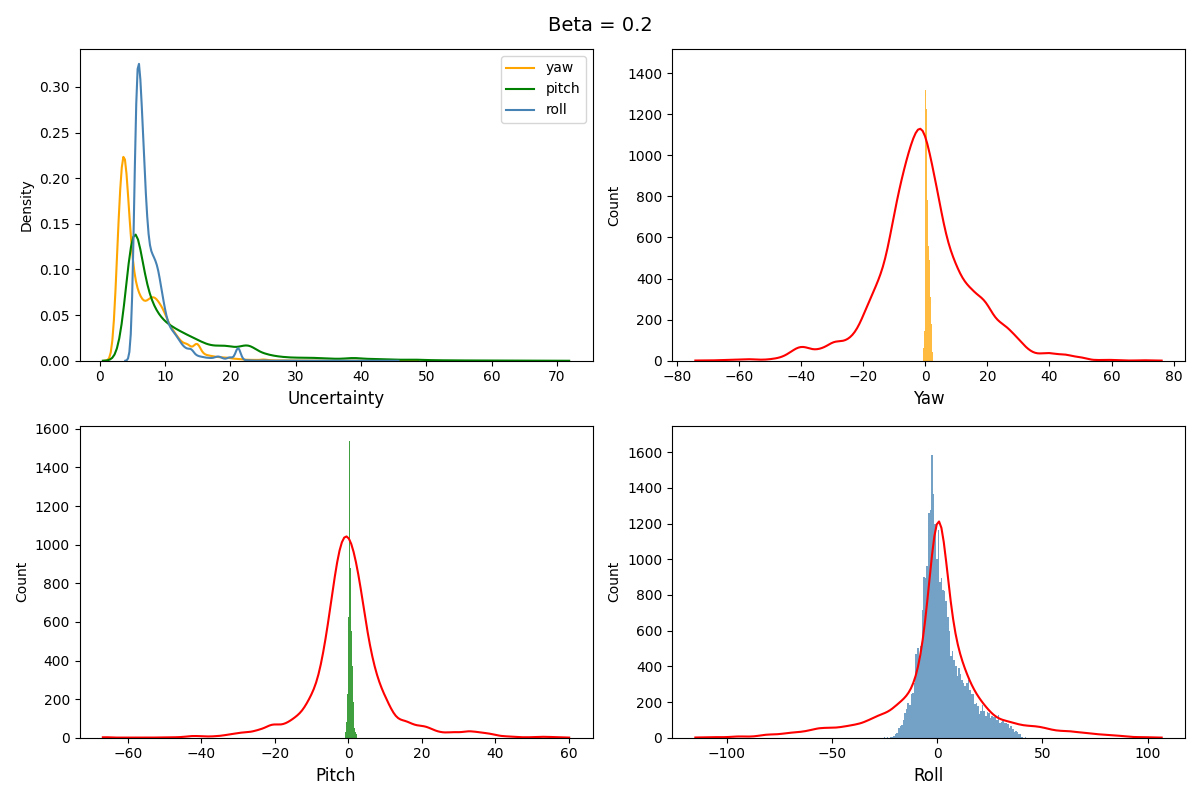 Beta = 0.2
0.30
0.25
0.20
0.15
0.10
0.05
0.00
Density
yaw
pitch
roll
0 10 20 30 40 50 60 70
Uncertainty
1400
1200
1000
800
600
400
200
0
Count
−80 −60 −40 −20 0 20 40 60 80
Yaw
1600
1400
1200
1000
800
600
400
200
0
Count
−60 −40 −20 0 20 40 60
Pitch
1600
1400
1200
1000
800
600
400
200
0
Count
−100 −50 0 50 100
Roll